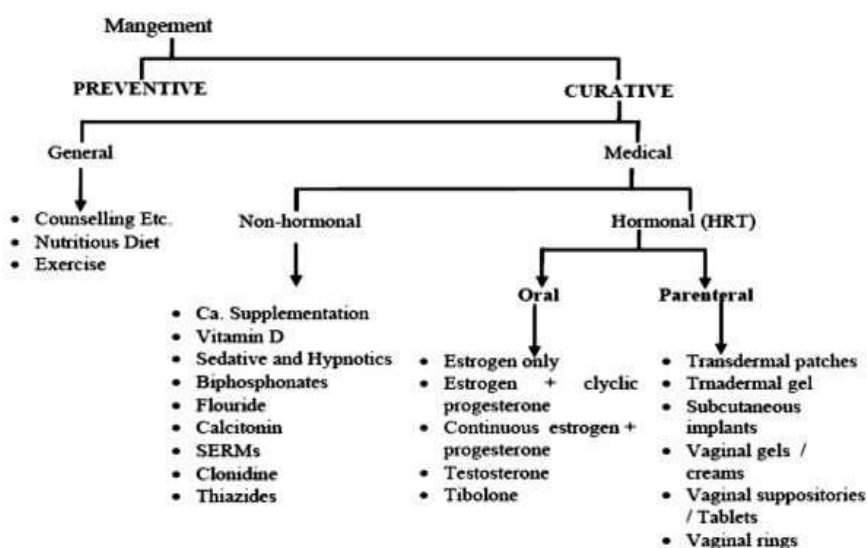 Mangement
PREVENTIVE
CURATIVE
General
Medical
• Counselling Etc.
• Nutritious Diet
• Exercise
Non-hormonal
Hormonal (HRT)
• Ca. Supplementation
• Vitamin D
• Sedative and Hypnotics
• Biphosphonates
• Flouride
• Calcitonin
• SERMs
• Clonidine
• Thiazides
Oral
Parenteral
• Estrogen only
• Estrogen + clyclic
progesterone
• Continuous estrogen +
progesterone
• Testosterone
• Tibolone
• Transdermal patches
• Trnadermal gel
• Subcutaneous
implants
• Vaginal gels /
creams
• Vaginal suppositories
/ Tablets
• Vaginal rings